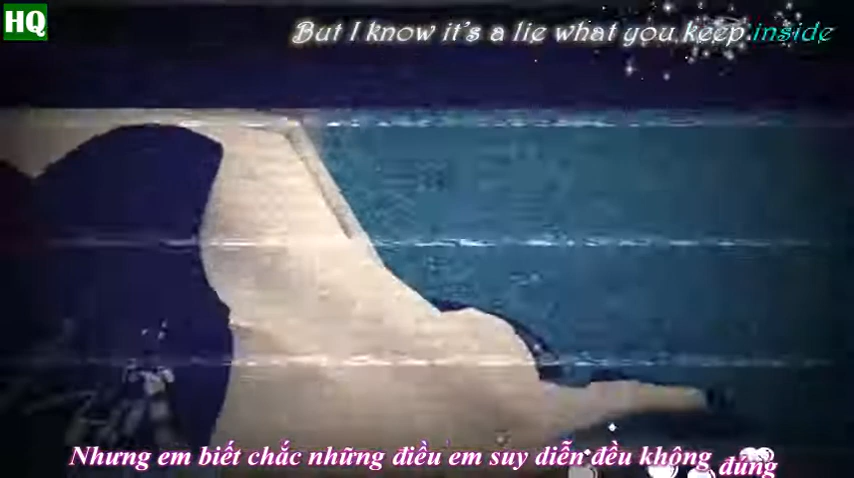 HQ
But I know it's a lie what you keep inside
Nhưng em biết chắc những điều em suy diễn đều không đúng